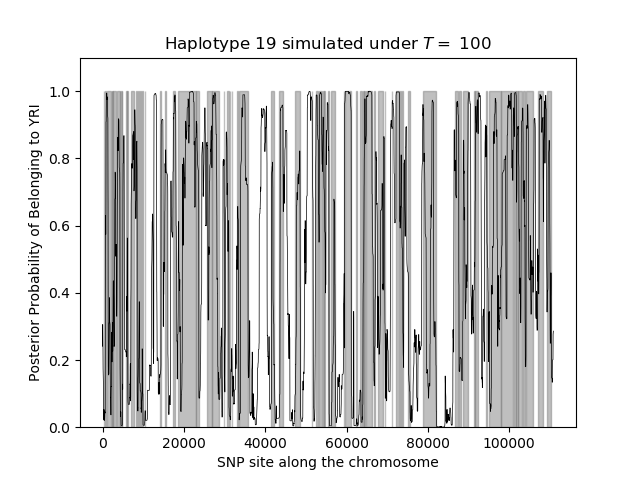 Haplotype 19 simulated under T = 100
Posterior Probability of Belonging to YRI
1.0
0.8
0.6
0.4
0.2
0.0
0 20000 40000 60000 80000 100000
SNP site along the chromosome